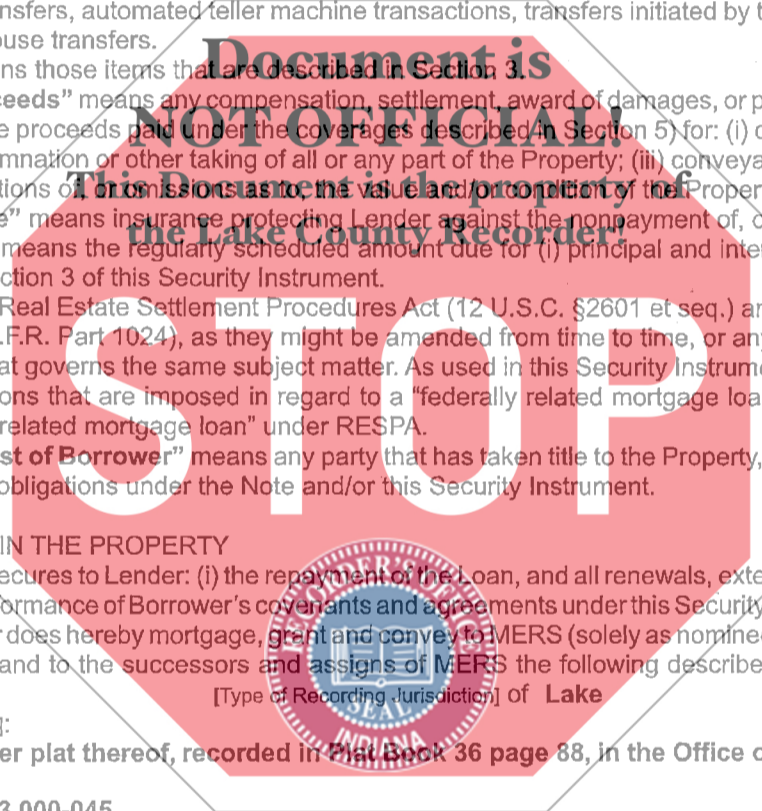 nsfers, automated teller machine transactions, transfers initiated by t
ouse transfers.
Document is
ns those items that are described in Section 3.
ceeds” means any compensation, settlement, award of damages, or p
NOT OFFICIAL!
e proceeds paid under the coverages described in Section 5) for: (i) d
mnation or other taking of all or any part of the Property; (iii) conveya
This Document is the property of
tions of, or omissions as to, the value and/or condition of the Proper
e” means insurance protecting Lender against the nonpayment of, o
the Lake County Recorder!
means the regularly scheduled amount due for (i) principal and inte
ction 3 of this Security Instrument.
Real Estate Settlement Procedures Act (12 U.S.C. §2601 et seq.) an
.F.R. Part 1024), as they might be amended from time to time, or any
at governs the same subject matter. As used in this Security Instrume
STOP
ons that are imposed in regard to a “federally related mortgage loa
related mortgage loan” under RESPA.
st of Borrower” means any party that has taken title to the Property,
obligations under the Note and/or this Security Instrument.
IN THE PROPERTY
ecures to Lender: (i) the repayment of the Loan, and all renewals, exte
ormance of Borrower’s covenants and agreements under this Security
r does hereby mortgage, grant and convey to MERS (solely as nomine
and to the successors and assigns of MERS the following describe
[Type of Recording Jurisdiction] of Lake
RECORDER'S OFFICE
SEAL
INDIANA
g:
er plat thereof, recorded in Plat Book 36 page 88, in the Office o
3.000-045